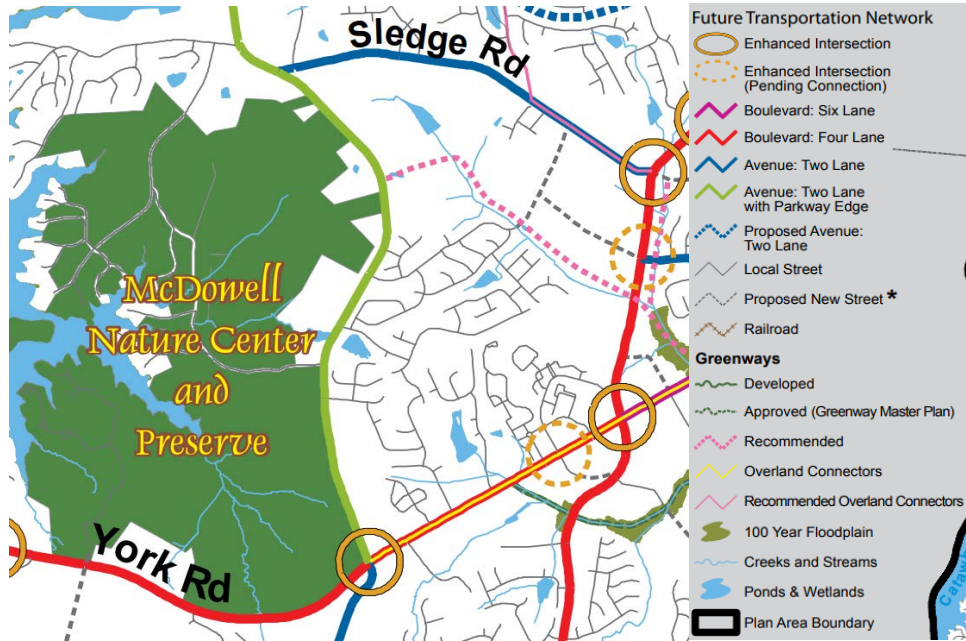 Sledge Rd
McDowell
Nature Center
and
Preserve
York Rd
Future Transportation Network
Enhanced Intersection
Enhanced Intersection
(Pending Connection)
Boulevard: Six Lane
Boulevard: Four Lane
Avenue: Two Lane
Avenue: Two Lane
with Parkway Edge
Proposed Avenue:
Two Lane
Local Street
Proposed New Street *
Railroad
Greenways
Developed
Approved (Greenway Master Plan)
Recommended
Overland Connectors
Recommended Overland Connectors
100 Year Floodplain
Creeks and Streams
Ponds & Wetlands
Plan Area Boundary